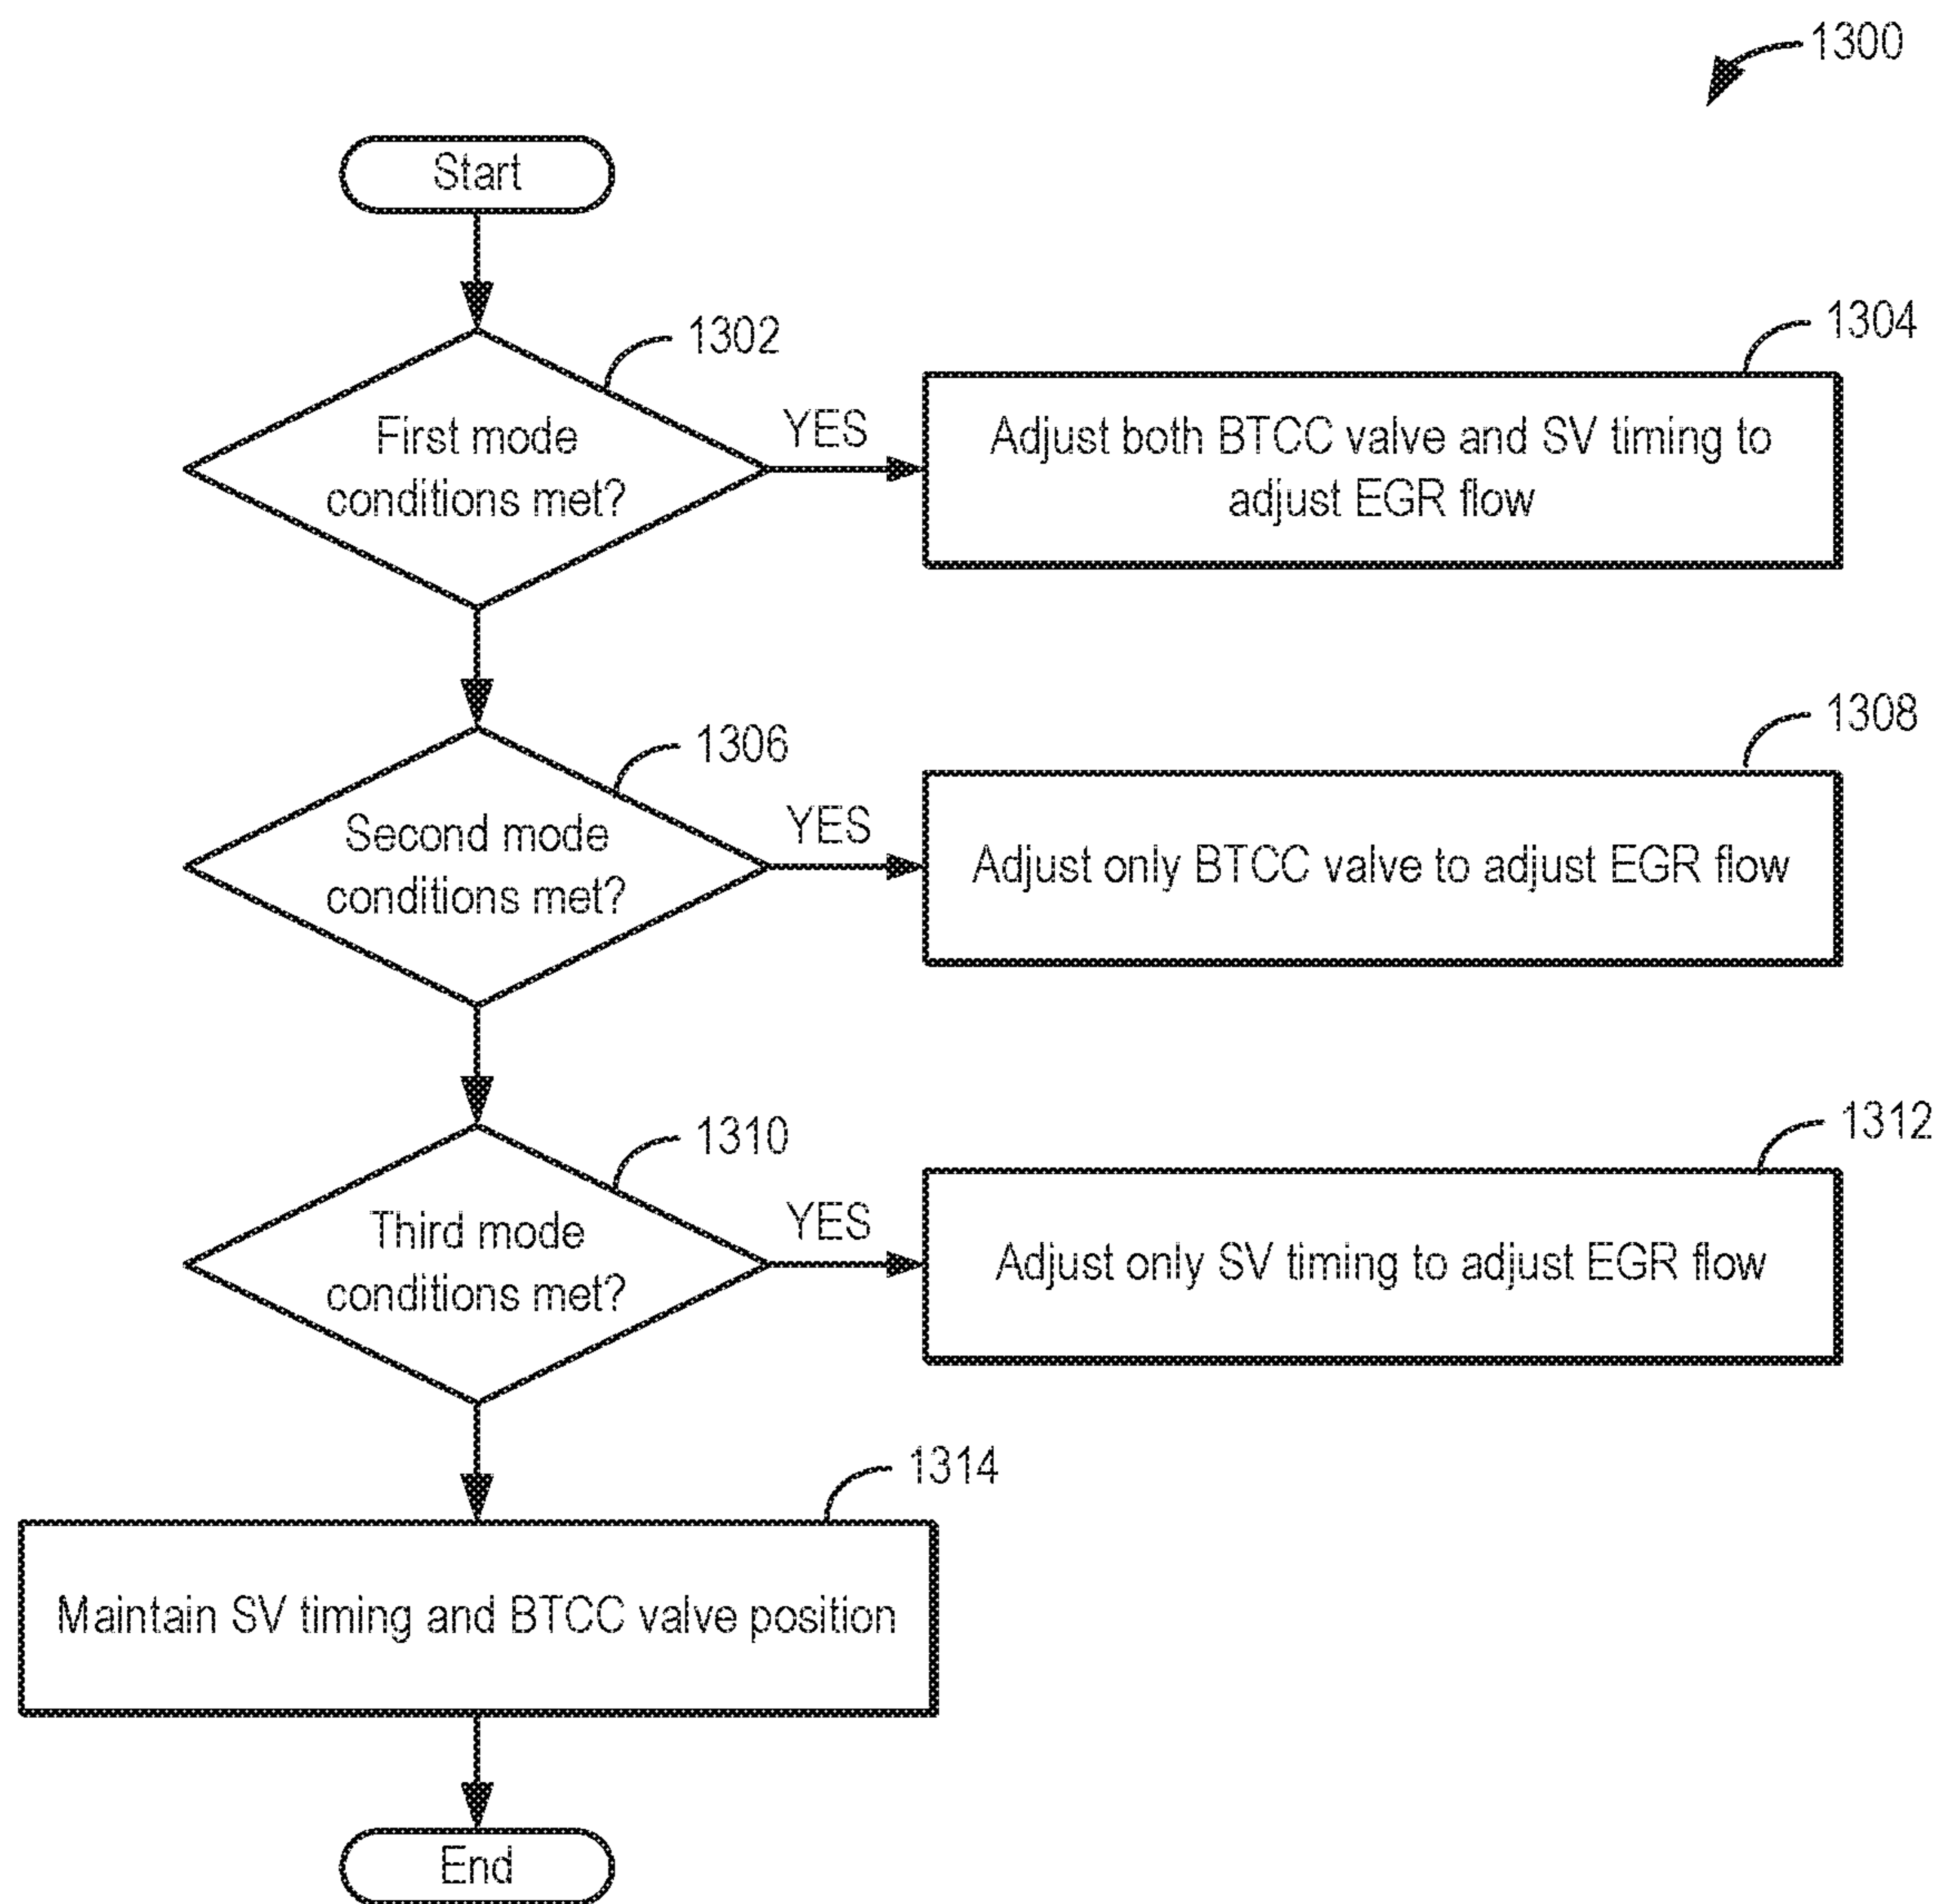 1300
Start
1302
First mode
conditions met?
YES
1304
Adjust both BTCC valve and SV timing to
adjust EGR flow
1306
Second mode
conditions met?
YES
1308
Adjust only BTCC valve to adjust EGR flow
1310
Third mode
conditions met?
YES
1312
Adjust only SV timing to adjust EGR flow
1314
Maintain SV timing and BTCC valve position
End